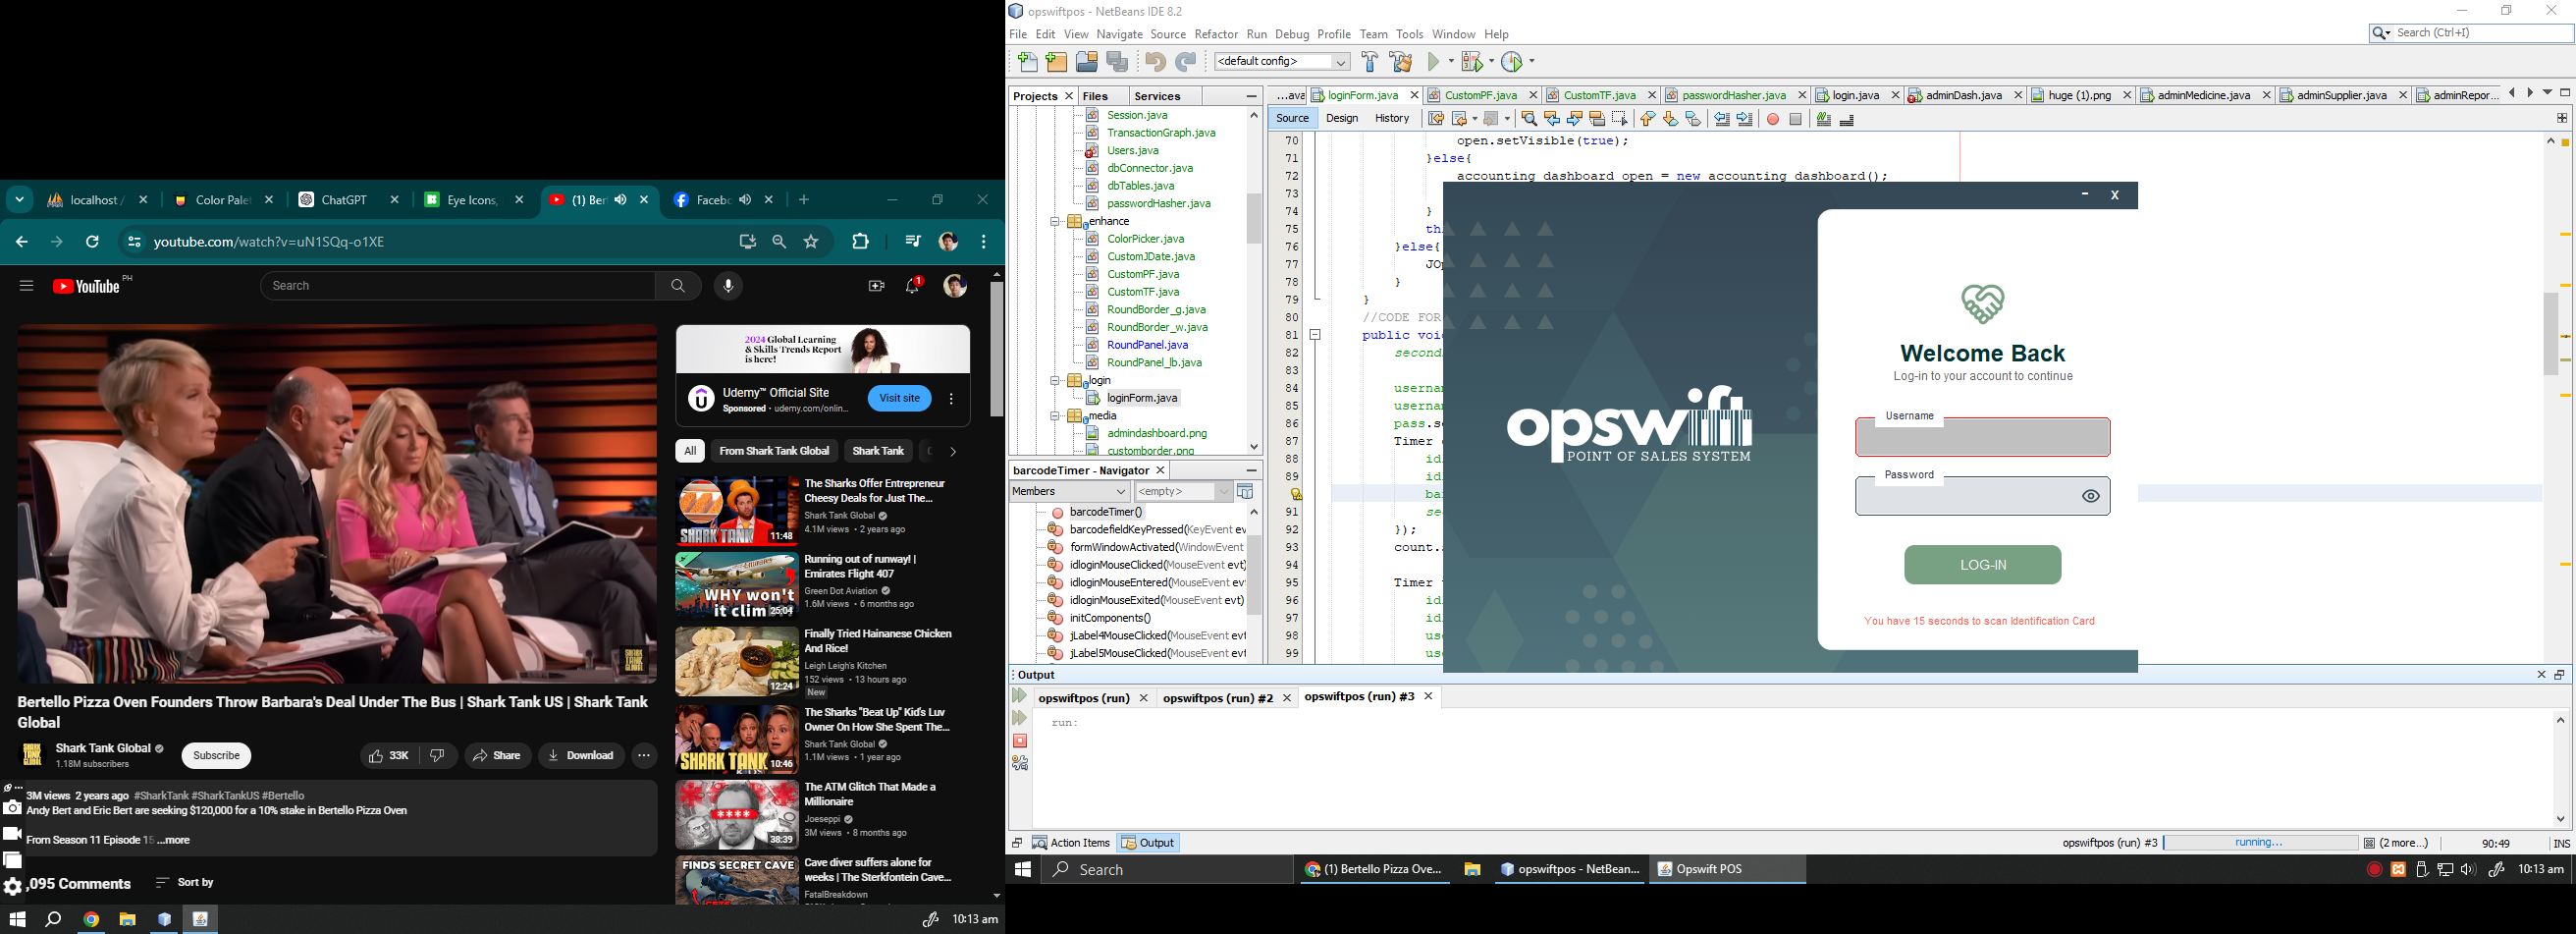 localhost /
Color Pale
ChatGPT
Eye Icons,
(1) Ber
Facebo
youtube.com/watch?v=uN1SQq-o1XE
YouTube PH
Search
1
SHARK TANK GLOBAL
Bertello Pizza Oven Founders Throw Barbara's Deal Under The Bus | Shark Tank US | Shark Tank
Global
Shark Tank Global
1.18M subscribers
Subscribe
33K
Share
Download
3M views 2 years ago #SharkTank #SharkTankUS #Bertello
Andy Bert and Eric Bert are seeking $120,000 for a 10% stake in Bertello Pizza Oven
From Season 11 Episode 15 ...more
,095 Comments
Sort by
2024 Global Learning
& Skills Trends Report
is here!
Udemy™ Official Site
Sponsored · udemy.com/onlin...
Visit site
All
From Shark Tank Global
Shark Tank
SHARK TANK
11:48
The Sharks Offer Entrepreneur
Cheesy Deals for Just The...
Shark Tank Global
4.1M views • 2 years ago
WHY won't
it clim
25:04
Running out of runway! |
Emirates Flight 407
Green Dot Aviation
1.6M views • 6 months ago
12:24
Finally Tried Hainanese Chicken
And Rice!
Leigh Leigh's Kitchen
152 views • 13 hours ago
New
SHARK TANK
10:46
The Sharks "Beat Up" Kid's Luv
Owner On How She Spent The...
Shark Tank Global
1.1M views • 1 year ago
****
38:39
The ATM Glitch That Made a
Millionaire
Joeseppi
3M views • 8 months ago
FINDS SECRET CAVE
Cave diver suffers alone for
weeks | The Sterkfontein Cave...
FatalBreakdown
10:13 am
opswiftpos - NetBeans IDE 8.2
File Edit View Navigate Source Refactor Run Debug Profile Team Tools Window Help
Search (Ctrl+I)
<default config>
Projects
Files
Services
Session.java
TransactionGraph.java
Users.java
dbConnector.java
dbTables.java
passwordHasher.java
enhance
ColorPicker.java
CustomJDate.java
CustomPF.java
CustomTF.java
RoundBorder_g.java
RoundBorder_w.java
RoundPanel.java
RoundPanel_lb.java
login
loginForm.java
media
admindashboard.png
customborder.png
barcodeTimer - Navigator
Members
<empty>
barcodeTimer()
barcodefieldKeyPressed(KeyEvent ev
formWindowActivated(WindowEvent
idloginMouseClicked(MouseEvent evt)
idloginMouseEntered(MouseEvent ev
idloginMouseExited(MouseEvent evt)
initComponents()
jLabel4MouseClicked(MouseEvent evt
jLabel5MouseClicked(MouseEvent evt
...ava
loginForm.java
CustomPF.java
CustomTF.java
passwordHasher.java
login.java
adminDash.java
huge (1).png
adminMedicine.java
adminSupplier.java
adminRepor...
Source
Design
History
70 open.setVisible(true);
71 }else{
72 accounting_dashboard open = new accounting_dashboard();
73
74 }
75 th
76 }else{
77 JOp
78 }
79 }
80 //CODE FOR
81 public voi
82 second
83
84 userna
85 userna
86 pass.s
87 Timer
88 id
89 id
ba
91 se
92 });
93 count.
94
95 Timer
96 id
97 id
98 us
99 us
- X
opswift
POINT OF SALES SYSTEM
Welcome Back
Log-in to your account to continue
Username
Password
LOG-IN
You have 15 seconds to scan Identification Card
Output
opswiftpos (run)
opswiftpos (run) #2
opswiftpos (run) #3
run:
Action Items
Output
opswiftpos (run) #3
running...
(2 more...)
90:49
INS
Search
(1) Bertello Pizza Ove...
opswiftpos - NetBean...
Opswift POS
10:13 am